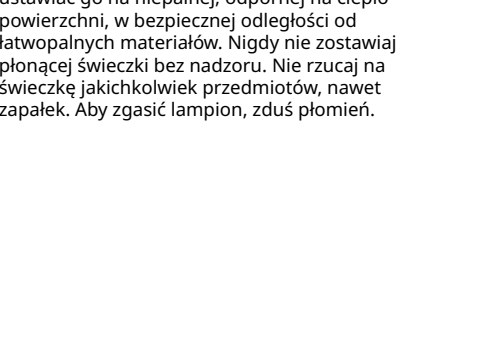 ustawiać go na niepalnej, odpornej na ciepło
powierzchni, w bezpiecznej odległości od
łatwopalnych materiałów. Nigdy nie zostawiaj
płonącej świeczki bez nadzoru. Nie rzucaj na
świeczkę jakichkolwiek przedmiotów, nawet
zapałek. Aby zgasić lampion, zduś płomień.